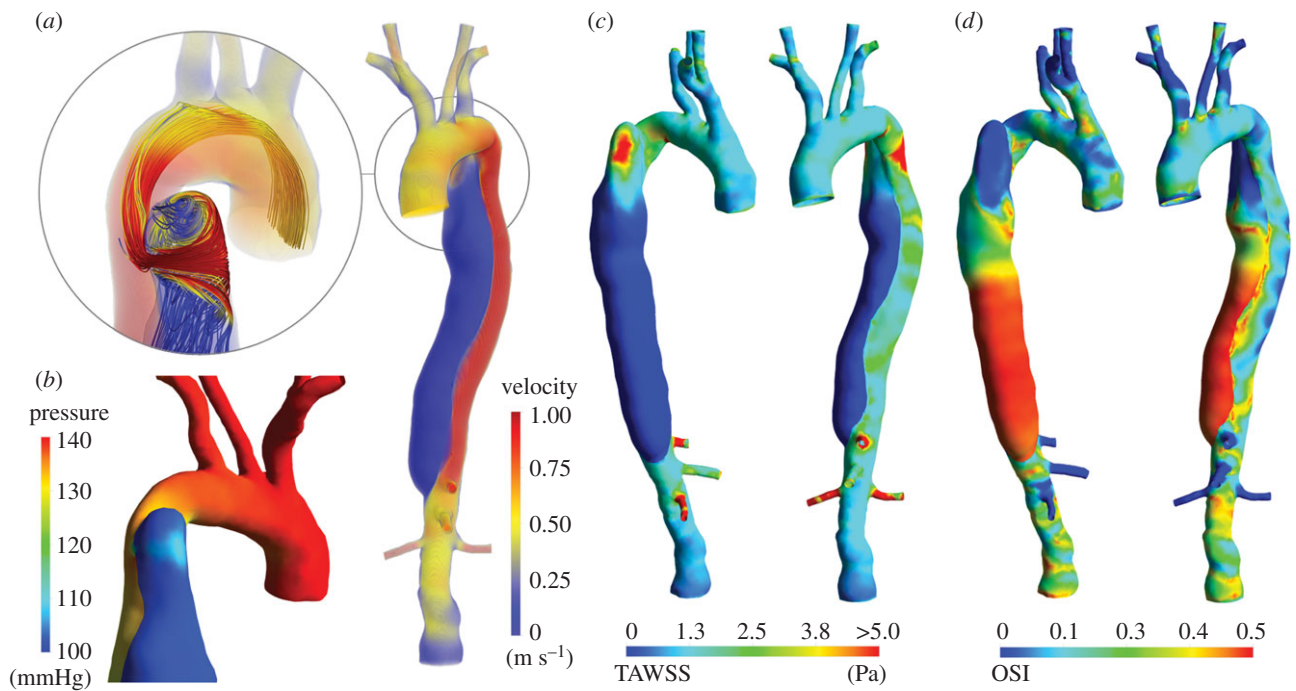 (a)
(b)
pressure
140
130
120
110
100
(mmHg)
velocity
1.00
0.75
0.50
0.25
0
(m s⁻¹)
(c)
0 1.3 2.5 3.8 >5.0
TAWSS (Pa)
(d)
0 0.1 0.3 0.4 0.5
OSI